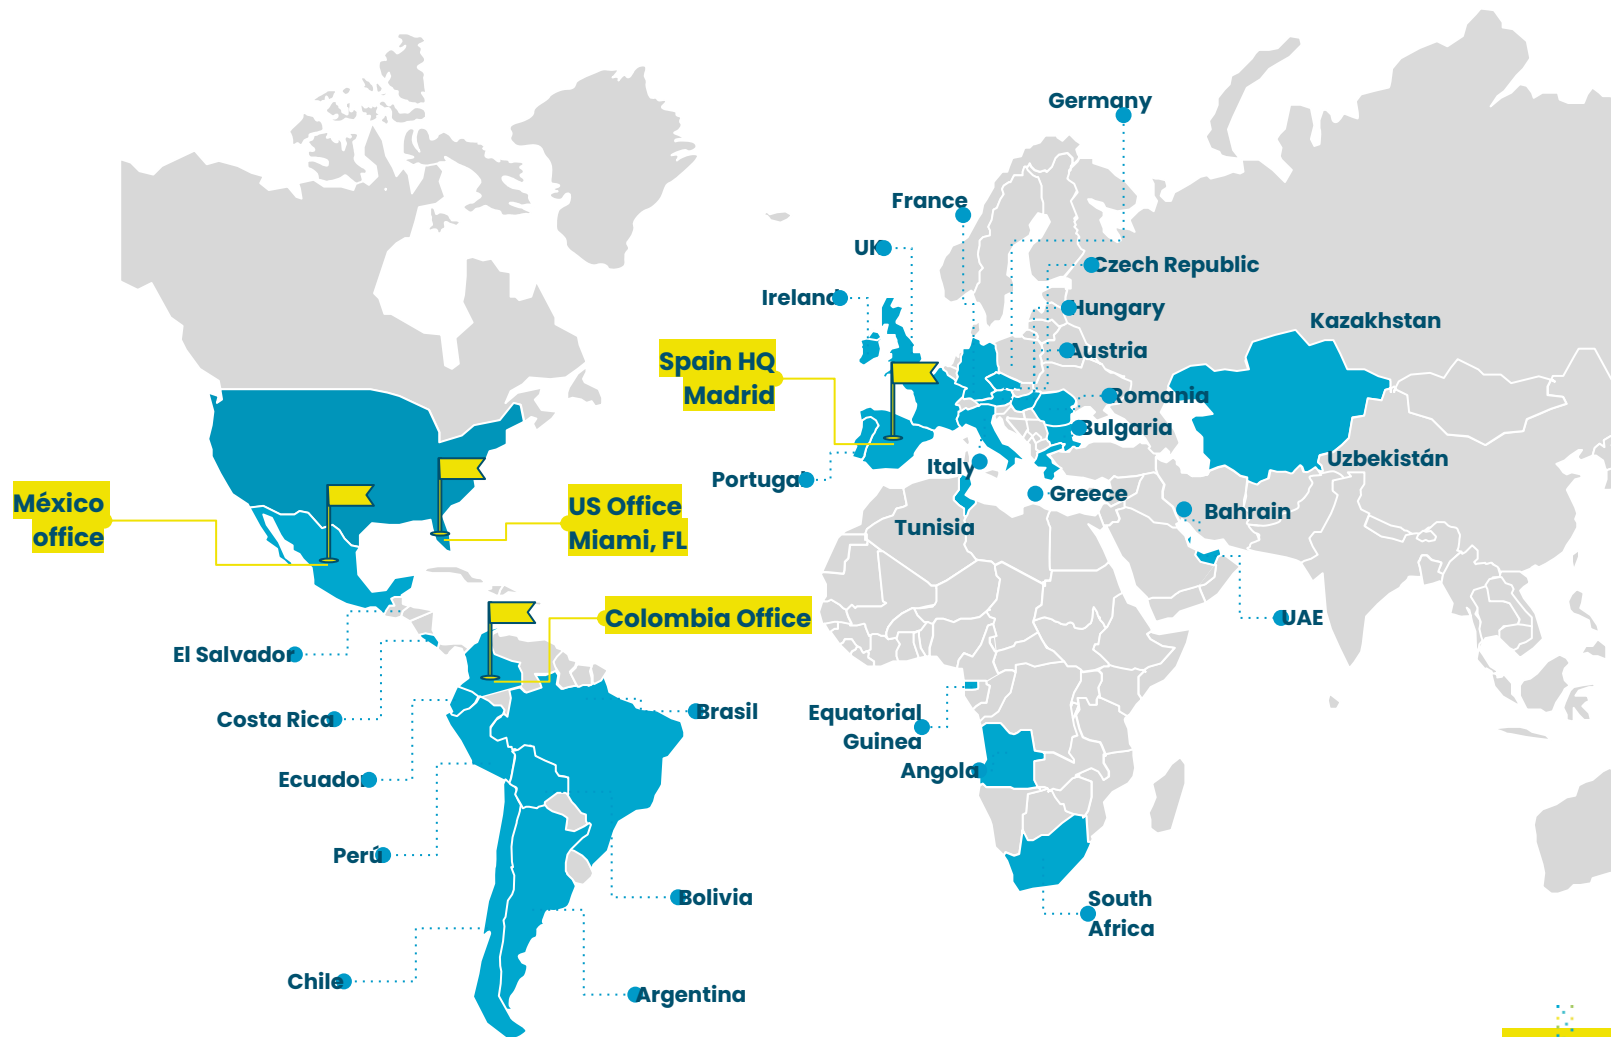 Germany
France
UK
Czech Republic
Ireland
Hungary
Kazakhstan
Austria
Spain HQ
Madrid
Romania
Bulgaria
Uzbekistán
Italy
Portugal
Greece
México
office
US Office
Miami, FL
Bahrain
Tunisia
Colombia Office
UAE
El Salvador
Costa Rica
Brasil
Equatorial
Guinea
Angola
Ecuador
Perú
Bolivia
South
Africa
Chile
Argentina